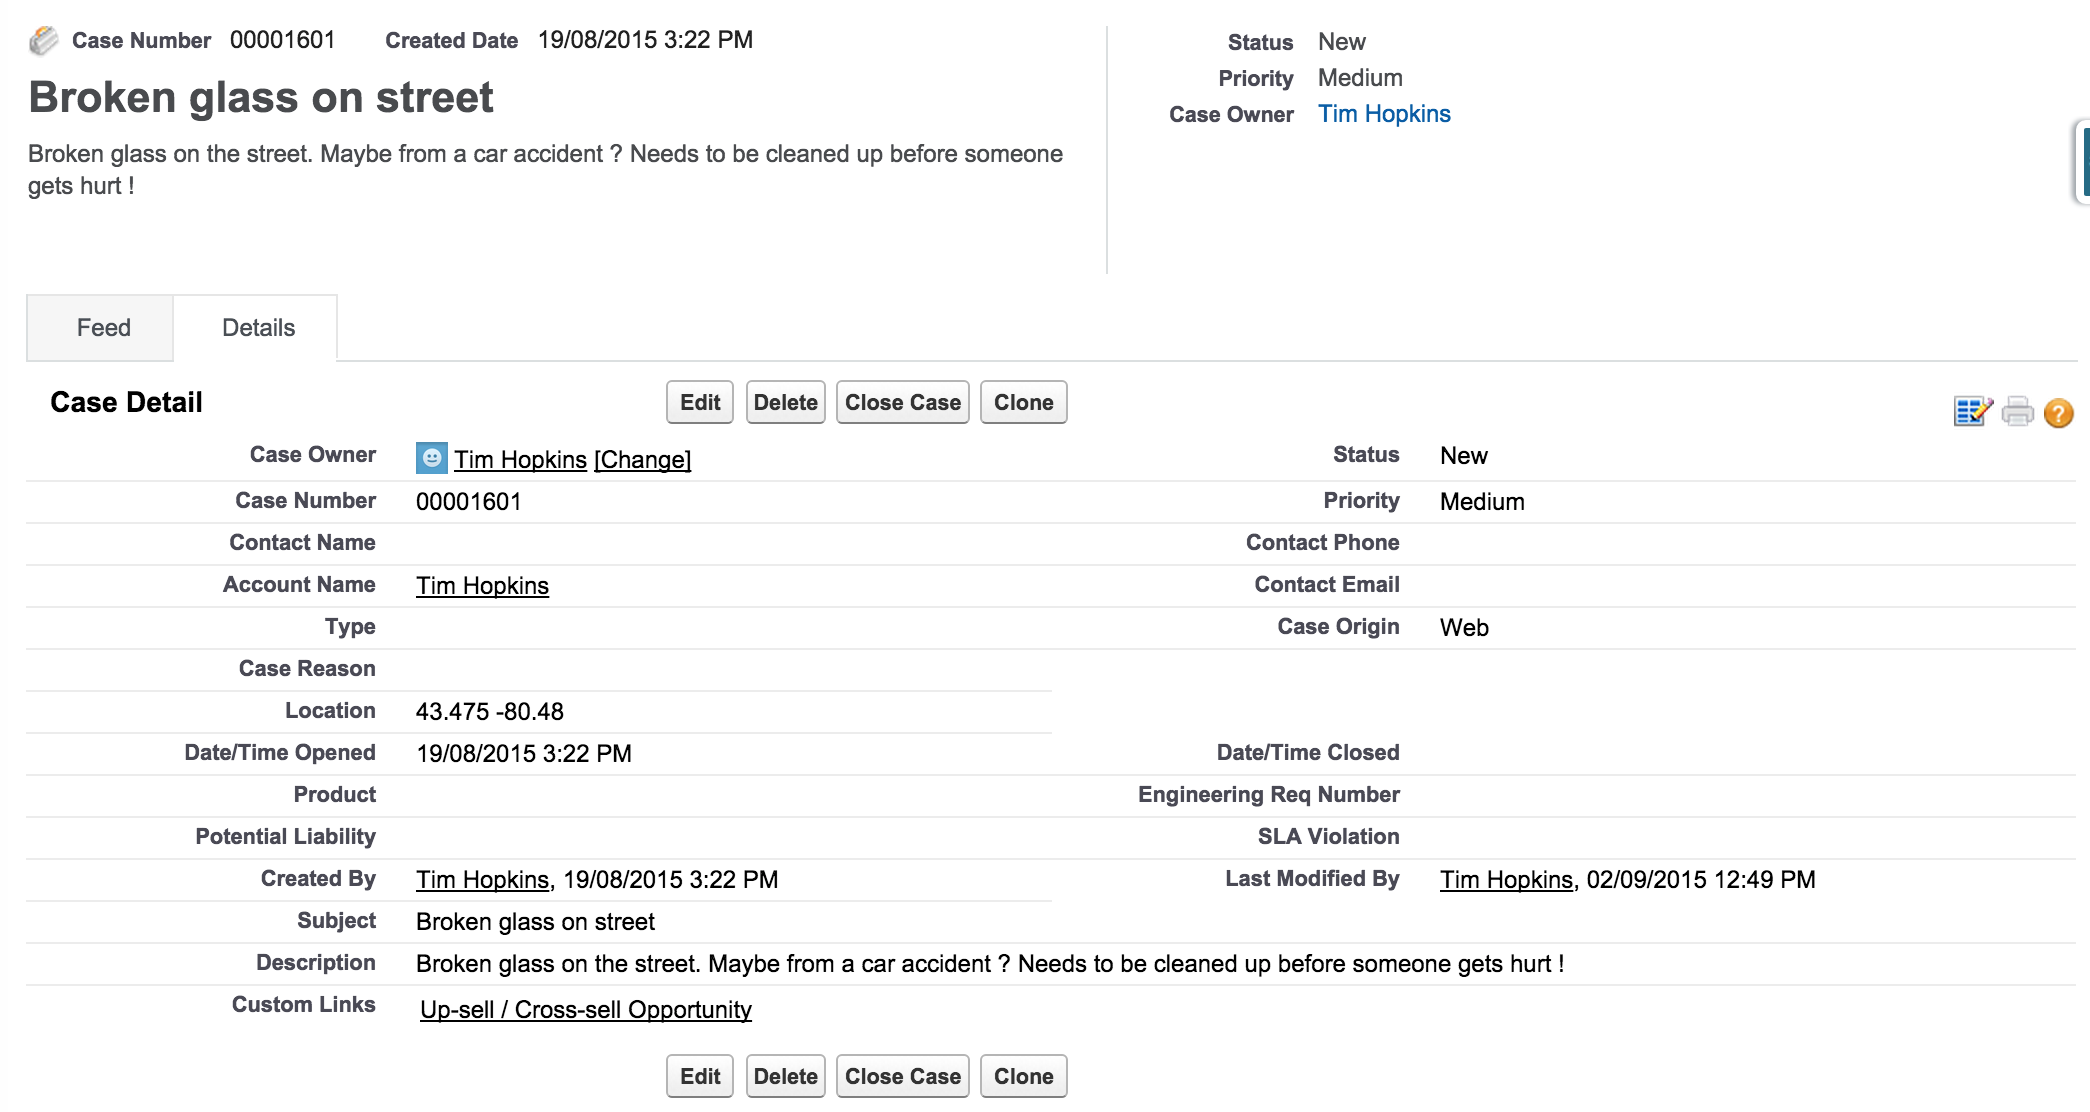 Case Number 00001601 Created Date 19/08/2015 3:22 PM
Broken glass on street
Broken glass on the street. Maybe from a car accident ? Needs to be cleaned up before someone
gets hurt !
Status New
Priority Medium
Case Owner Tim Hopkins
Feed Details
Case Detail Edit Delete Close Case Clone ?
Case Owner Tim Hopkins [Change] Status New
Case Number 00001601 Priority Medium
Contact Name Contact Phone
Account Name Tim Hopkins Contact Email
Type Case Origin Web
Case Reason
Location 43.475 -80.48
Date/Time Opened 19/08/2015 3:22 PM Date/Time Closed
Product Engineering Req Number
Potential Liability SLA Violation
Created By Tim Hopkins, 19/08/2015 3:22 PM Last Modified By Tim Hopkins, 02/09/2015 12:49 PM
Subject Broken glass on street
Description Broken glass on the street. Maybe from a car accident ? Needs to be cleaned up before someone gets hurt !
Custom Links Up-sell / Cross-sell Opportunity
Edit Delete Close Case Clone